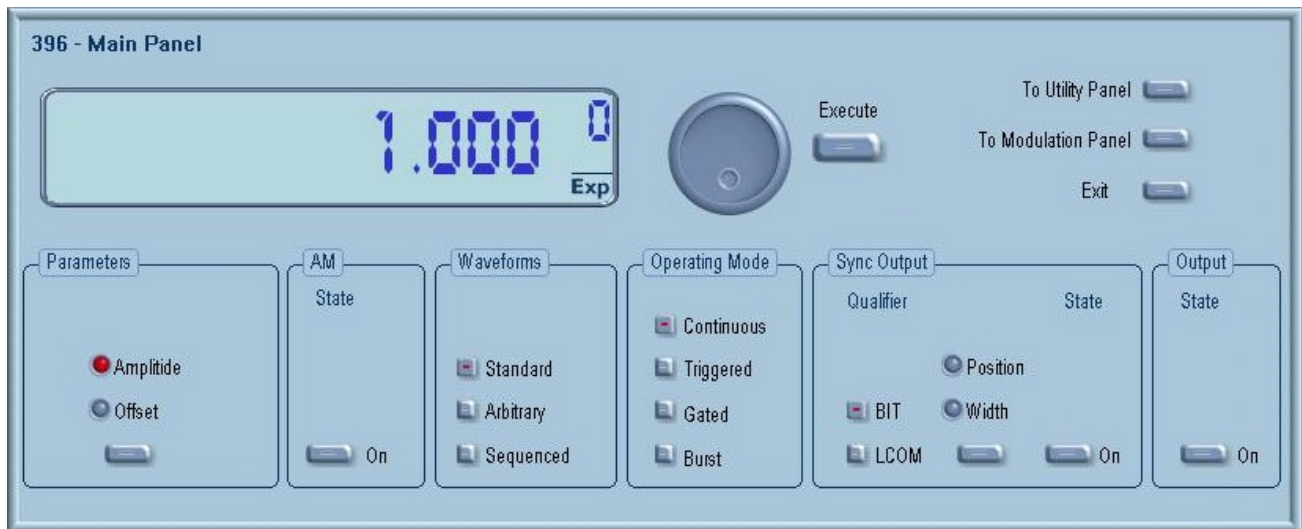 396 - Main Panel
1.000 0
Exp
Execute
To Utility Panel
To Modulation Panel
Exit
Parameters
Amplitide
Offset
AM
State
On
Waveforms
Standard
Arbitrary
Sequenced
Operating Mode
Continuous
Triggered
Gated
Burst
Sync Output
Qualifier
State
Position
BIT
Width
LCOM
On
Output
State
On